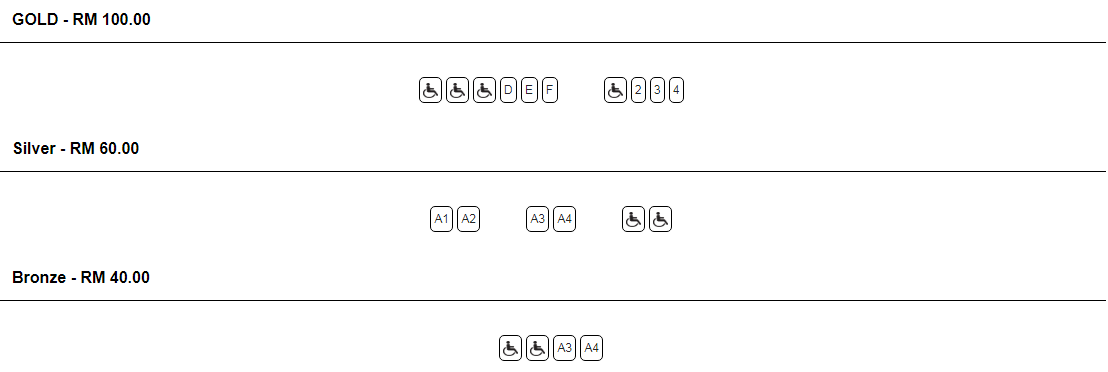 GOLD - RM 100.00
D E F 2 3 4
Silver - RM 60.00
A1 A2 A3 A4
Bronze - RM 40.00
A3 A4